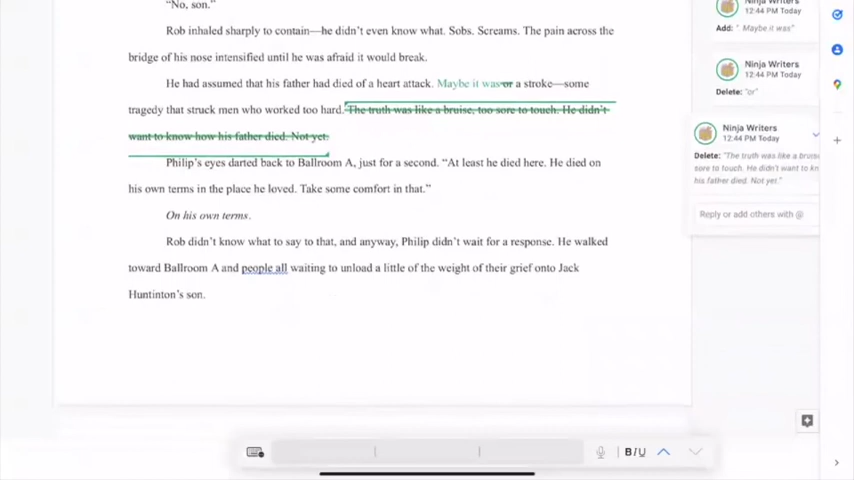 "No, son."
Rob inhaled sharply to contain—he didn't even know what. Sobs. Screams. The pain across
bridge of his nose intensified until he was afraid it would break.
He had assumed that his father had died of a heart attack. Maybe it was or a stroke—some
tragedy that struck men who worked too hard. The truth was like a bruise, too sore to touch. He didn't
want to know how his father died. Not yet.
Philip's eyes darted back to Ballroom A, just for a second. "At least he died here. He died on
his own terms in the place he loved. Take some comfort in that."
On his own terms.
Rob didn't know what to say to that, and anyway, Philip didn't wait for a response. He walked
toward Ballroom A and people all waiting to unload a little of the weight of their grief onto Jack
Huntinton's son.
12:44 PM Today
Add: ". Maybe it was"
Ninja Writers
12:44 PM Today
Delete: "or"
Ninja Writers
12:44 PM Today
Delete: "The truth was like a bruise
sore to touch. He didn't want to kn
his father died. Not yet."
Reply or add others with @
B I U